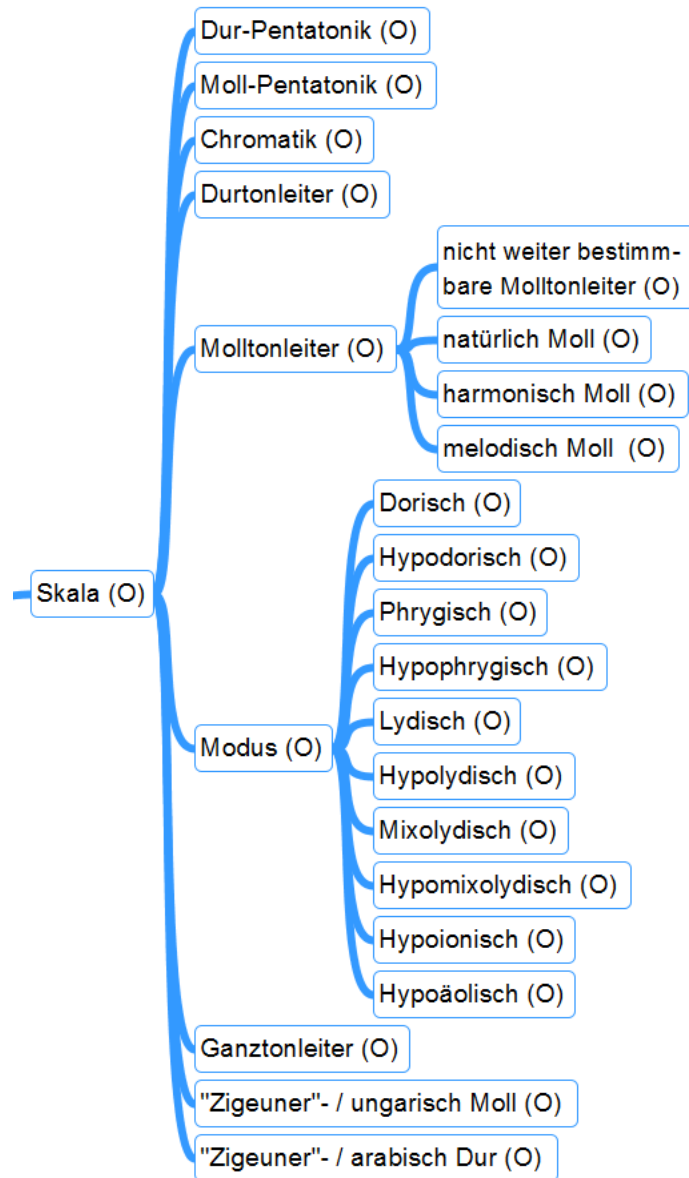 Dur-Pentatonik (O)
Moll-Pentatonik (O)
Chromatik (O)
Durtonleiter (O)
Molltonleiter (O)
nicht weiter bestimm-
bare Molltonleiter (O)
natürlich Moll (O)
harmonisch Moll (O)
melodisch Moll (O)
Skala (O)
Modus (O)
Dorisch (O)
Hypodorisch (O)
Phrygisch (O)
Hypophrygisch (O)
Lydisch (O)
Hypolydisch (O)
Mixolydisch (O)
Hypomixolydisch (O)
Hypoionisch (O)
Hypoäolisch (O)
Ganztonleiter (O)
"Zigeuner"- / ungarisch Moll (O)
"Zigeuner"- / arabisch Dur (O)